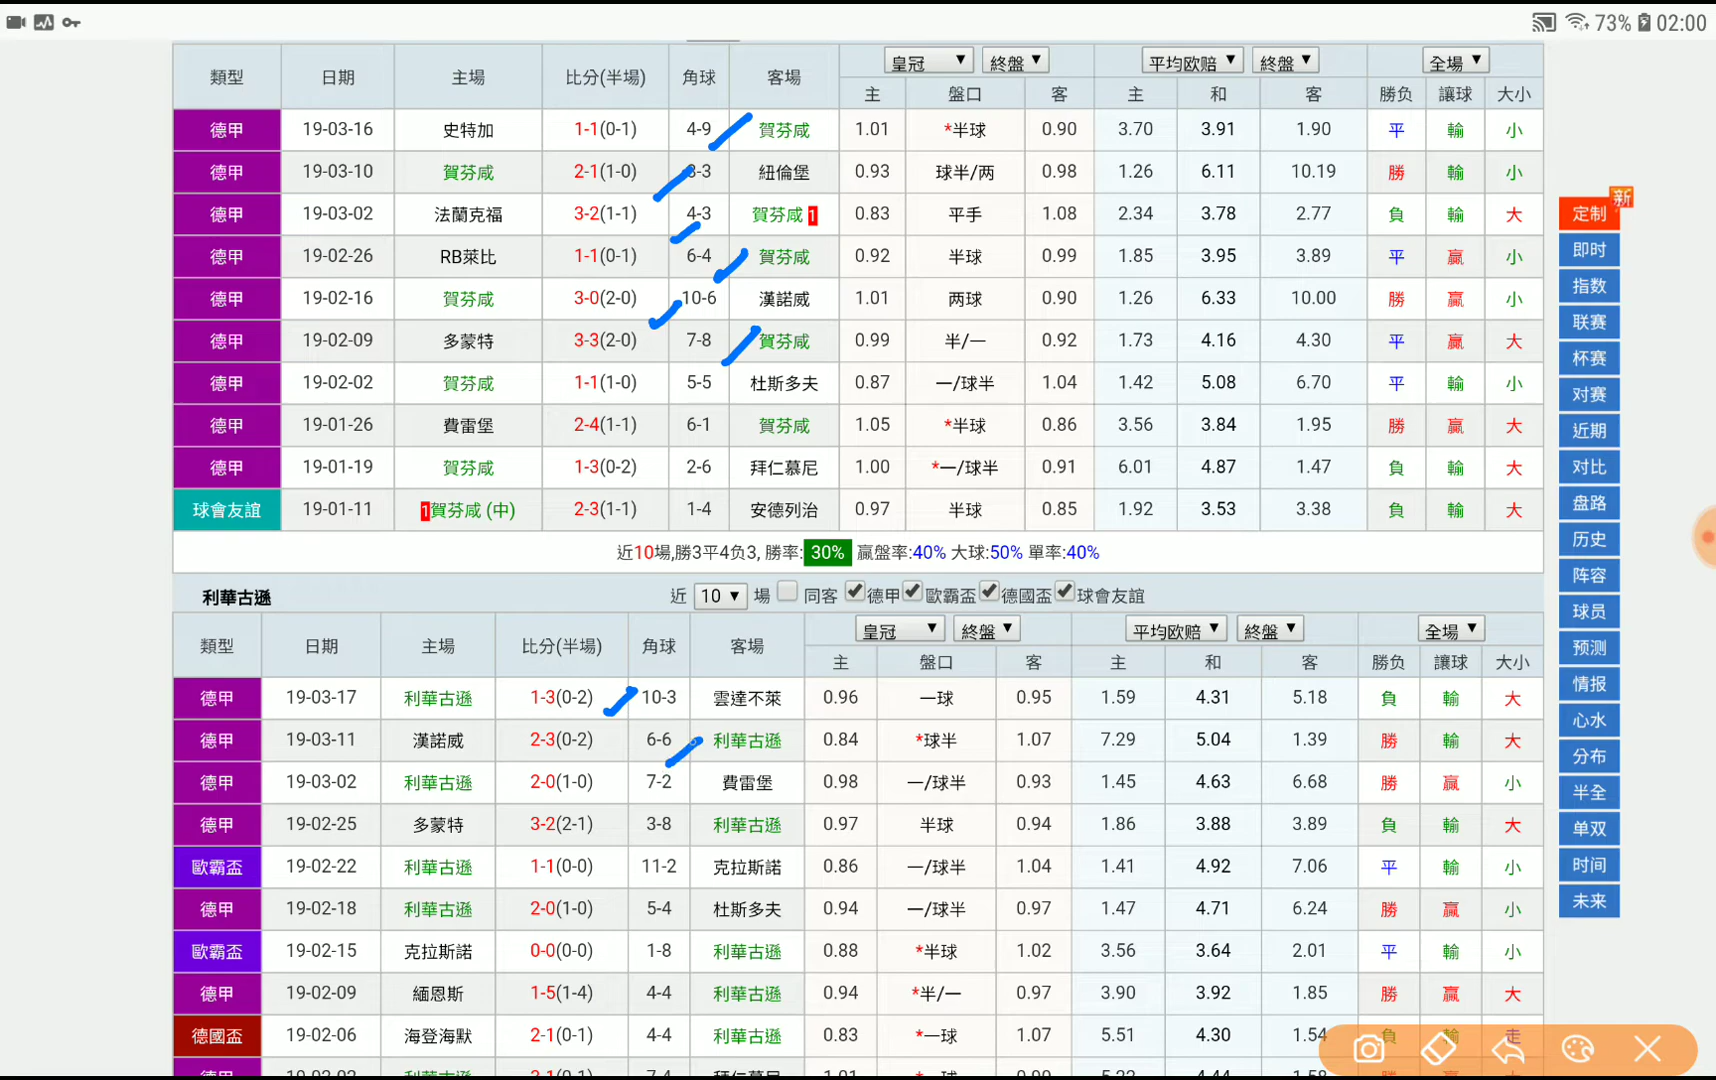 73% 02:00
類型 日期 主場 比分(半場) 角球 客場 皇冠 終盤 平均欧赔 終盤 全場
主 盤口 客 主 和 客 勝负 讓球 大小
德甲 19-03-16 史特加 1-1(0-1) 4-9 賀芬咸 1.01 *半球 0.90 3.70 3.91 1.90 平 輸 小
德甲 19-03-10 賀芬咸 2-1(1-0) -3 紐倫堡 0.93 球半/两 0.98 1.26 6.11 10.19 勝 輸 小
德甲 19-03-02 法蘭克福 3-2(1-1) 4-3 賀芬咸 1 0.83 平手 1.08 2.34 3.78 2.77 負 輸 大
德甲 19-02-26 RB萊比 1-1(0-1) 6-4 賀芬咸 0.92 半球 0.99 1.85 3.95 3.89 平 贏 小
德甲 19-02-16 賀芬咸 3-0(2-0) 10-6 漢諾威 1.01 两球 0.90 1.26 6.33 10.00 勝 贏 小
德甲 19-02-09 多蒙特 3-3(2-0) 7-8 賀芬咸 0.99 半/一 0.92 1.73 4.16 4.30 平 贏 大
德甲 19-02-02 賀芬咸 1-1(1-0) 5-5 杜斯多夫 0.87 一/球半 1.04 1.42 5.08 6.70 平 輸 小
德甲 19-01-26 費雷堡 2-4(1-1) 6-1 賀芬咸 1.05 *半球 0.86 3.56 3.84 1.95 勝 贏 大
德甲 19-01-19 賀芬咸 1-3(0-2) 2-6 拜仁慕尼 1.00 *一/球半 0.91 6.01 4.87 1.47 負 輸 大
球會友誼 19-01-11 1賀芬咸 (中) 2-3(1-1) 1-4 安德列治 0.97 半球 0.85 1.92 3.53 3.38 負 輸 大
近10場,勝3平4负3, 勝率:30% 贏盤率:40% 大球:50% 單率:40%
利華古遜 近 10 場 同客 德甲 歐霸盃 德國盃 球會友誼
類型 日期 主場 比分(半場) 角球 客場 皇冠 終盤 平均欧赔 終盤 全場
主 盤口 客 主 和 客 勝负 讓球 大小
德甲 19-03-17 利華古遜 1-3(0-2) 10-3 雲達不萊 0.96 一球 0.95 1.59 4.31 5.18 負 輸 大
德甲 19-03-11 漢諾威 2-3(0-2) 6-6 利華古遜 0.84 *球半 1.07 7.29 5.04 1.39 勝 輸 大
德甲 19-03-02 利華古遜 2-0(1-0) 7-2 費雷堡 0.98 一/球半 0.93 1.45 4.63 6.68 勝 贏 小
德甲 19-02-25 多蒙特 3-2(2-1) 3-8 利華古遜 0.97 半球 0.94 1.86 3.88 3.89 負 輸 大
歐霸盃 19-02-22 利華古遜 1-1(0-0) 11-2 克拉斯諾 0.86 一/球半 1.04 1.41 4.92 7.06 平 輸 小
德甲 19-02-18 利華古遜 2-0(1-0) 5-4 杜斯多夫 0.94 一/球半 0.97 1.47 4.71 6.24 勝 贏 小
歐霸盃 19-02-15 克拉斯諾 0-0(0-0) 1-8 利華古遜 0.88 *半球 1.02 3.56 3.64 2.01 平 輸 小
德甲 19-02-09 緬恩斯 1-5(1-4) 4-4 利華古遜 0.94 *半/一 0.97 3.90 3.92 1.85 勝 贏 大
德國盃 19-02-06 海登海默 2-1(0-1) 4-4 利華古遜 0.83 *一球 1.07 5.51 4.30 1.54 負 輸 走
新
定制
即时
指数
联赛
杯赛
对赛
近期
对比
盘路
历史
阵容
球员
预测
情报
心水
分布
半全
单双
时间
未来